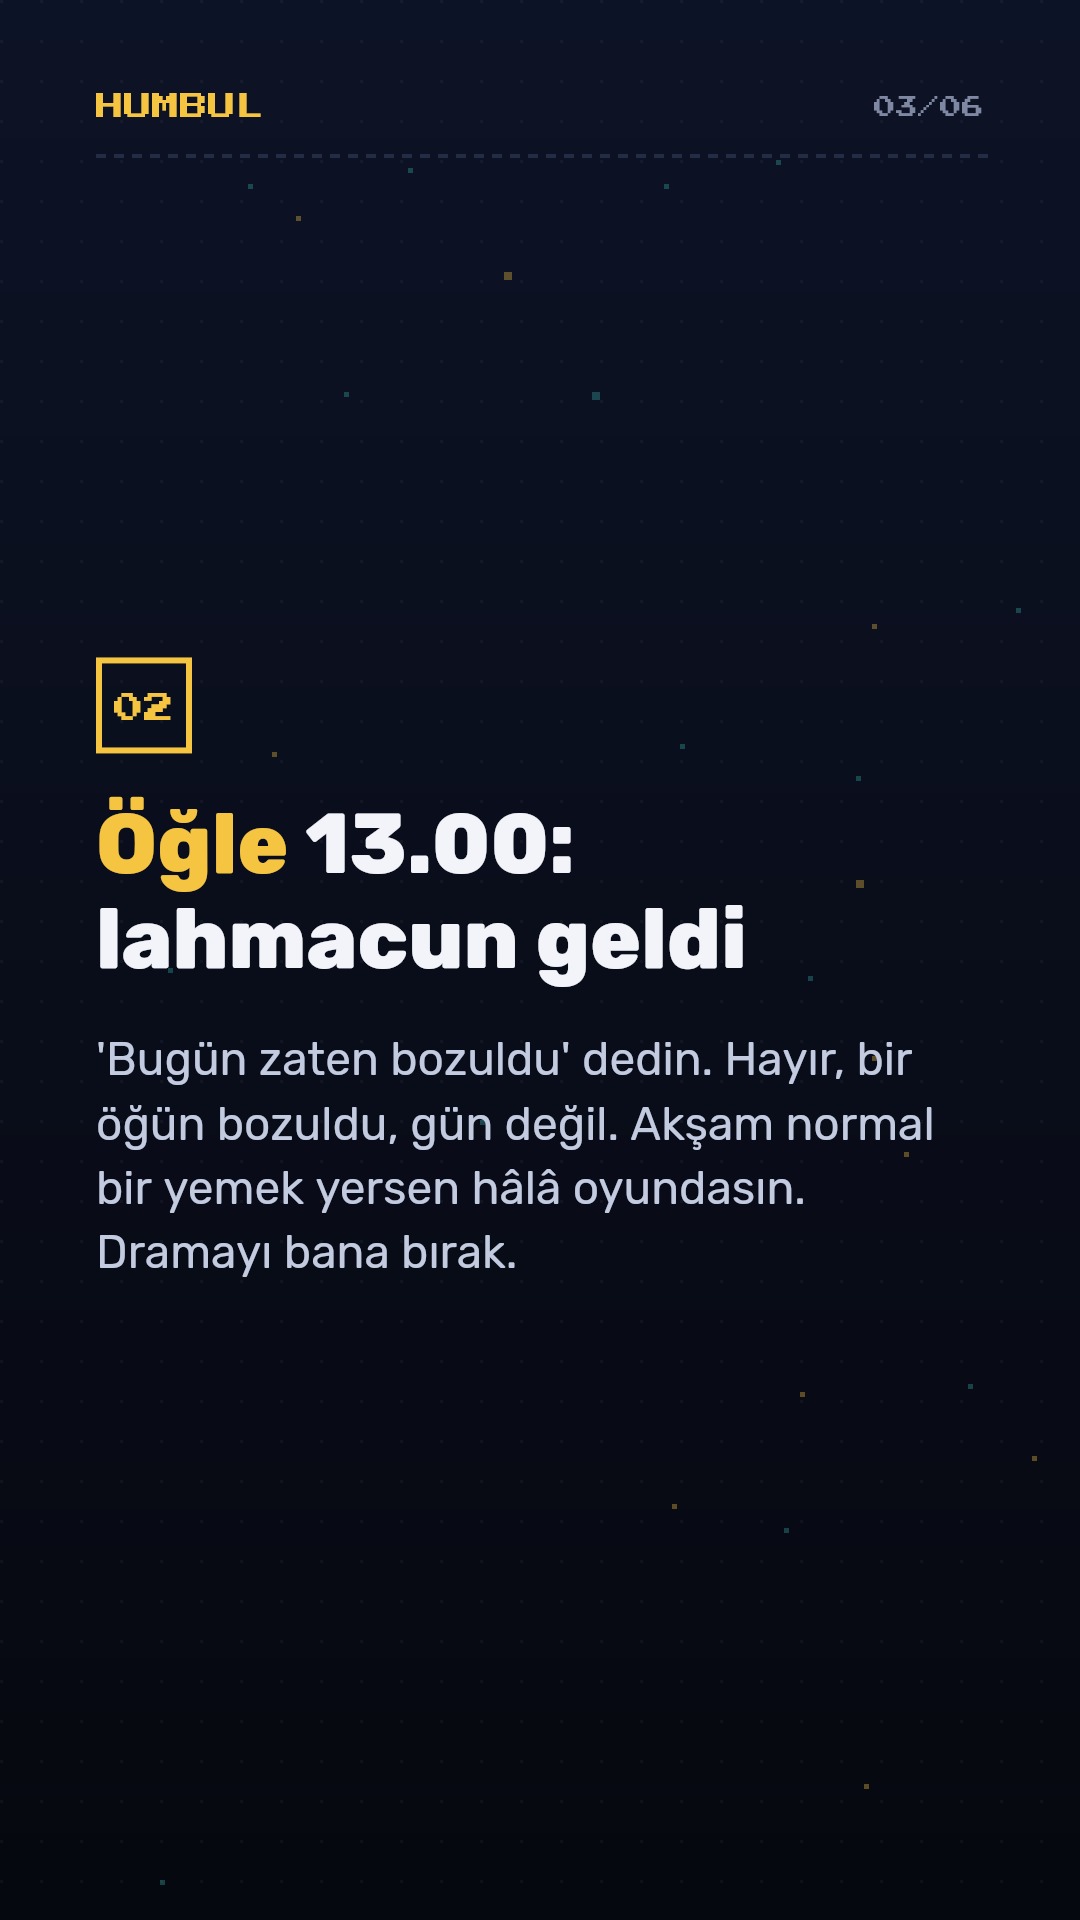 HUMBUL
03/06
02
Öğle 13.00:
lahmacun geldi
'Bugün zaten bozuldu' dedin. Hayır, bir
öğün bozuldu, gün değil. Akşam normal
bir yemek yersen hâlâ oyundasın.
Dramayı bana bırak.